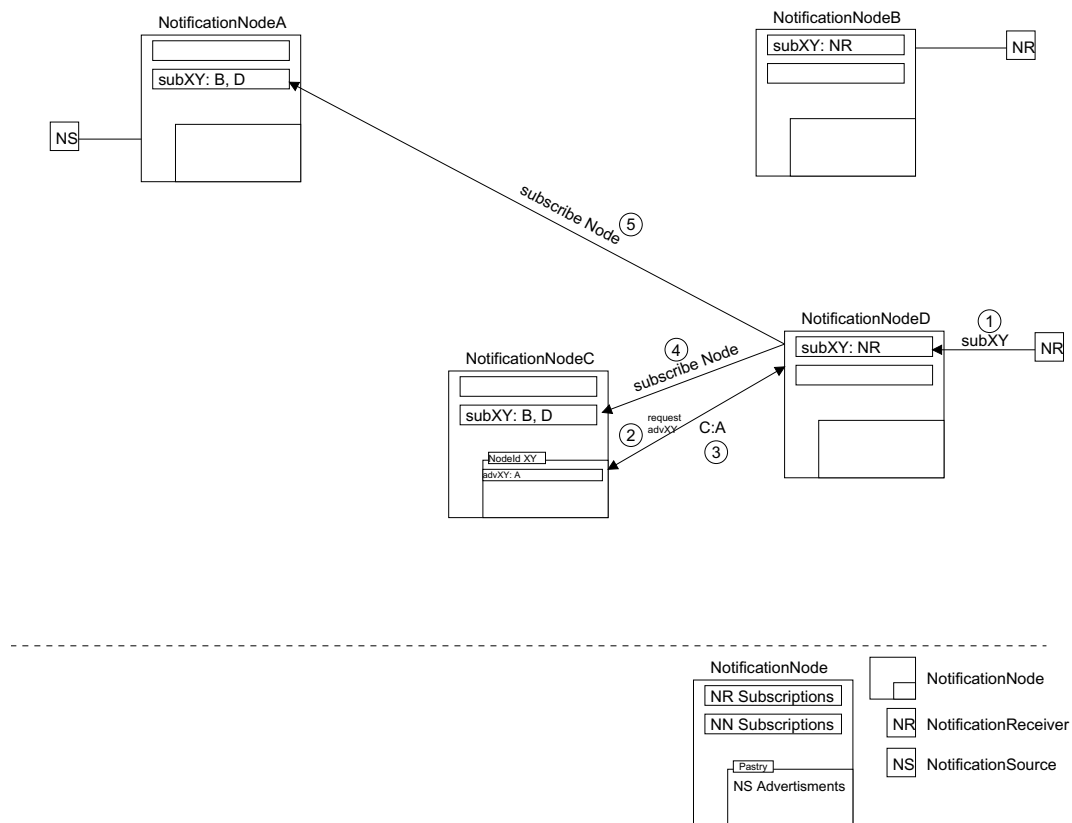 NotificationNodeA
NotificationNodeB
subXY: NR
NR
subXY: B, D
NS
subscribe Node
5
NotificationNodeD
1
subXY
subXY: NR
NR
4
subscribe Node
NotificationNodeC
subXY: B, D
2
request
advXY
C:A
3
NodeId XY
advXY: A
NotificationNode
NR Subscriptions
NN Subscriptions
Pastry
NS Advertisments
NotificationNode
NR NotificationReceiver
NS NotificationSource